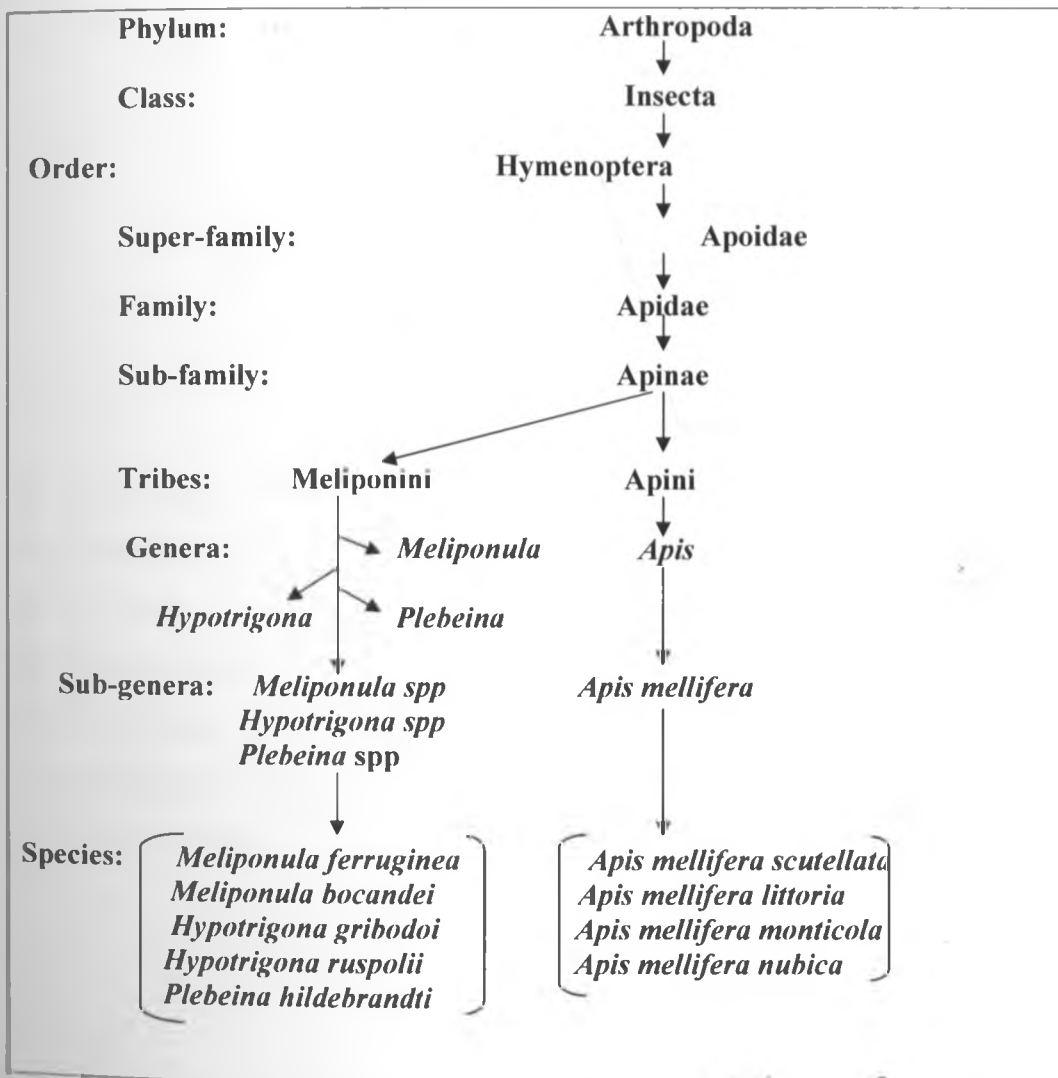 Phylum: Arthropoda
Class: Insecta
Order: Hymenoptera
Super-family: Apoidae
Family: Apidae
Sub-family: Apinae
Tribes: Meliponini Apini
Genera: Meliponula Apis
Hypotrigona Plebeina
Sub-genera: Meliponula spp Apis mellifera
Hypotrigona spp
Plebeina spp
Species: Meliponula ferruginea Apis mellifera scutellata
Meliponula bocandei Apis mellifera littoria
Hypotrigona gribodoi Apis mellifera monticola
Hypotrigona ruspolii Apis mellifera nubica
Plebeina hildebrandti